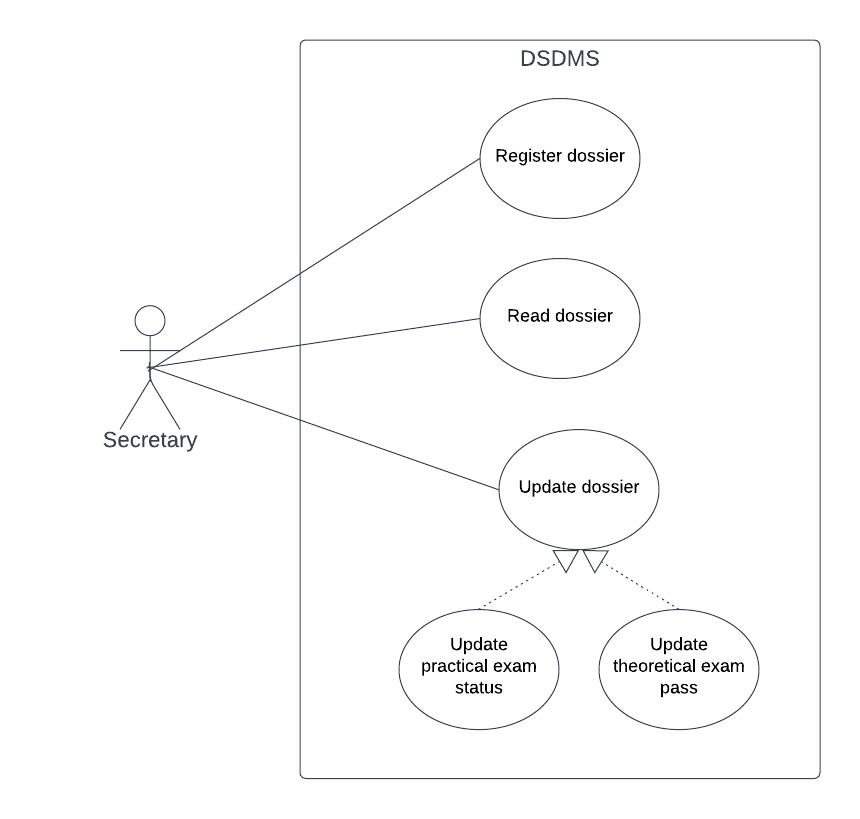 DSDMS
Register dossier
Read dossier
Secretary
Update dossier
Update
practical exam
status
Update
theoretical exam
pass